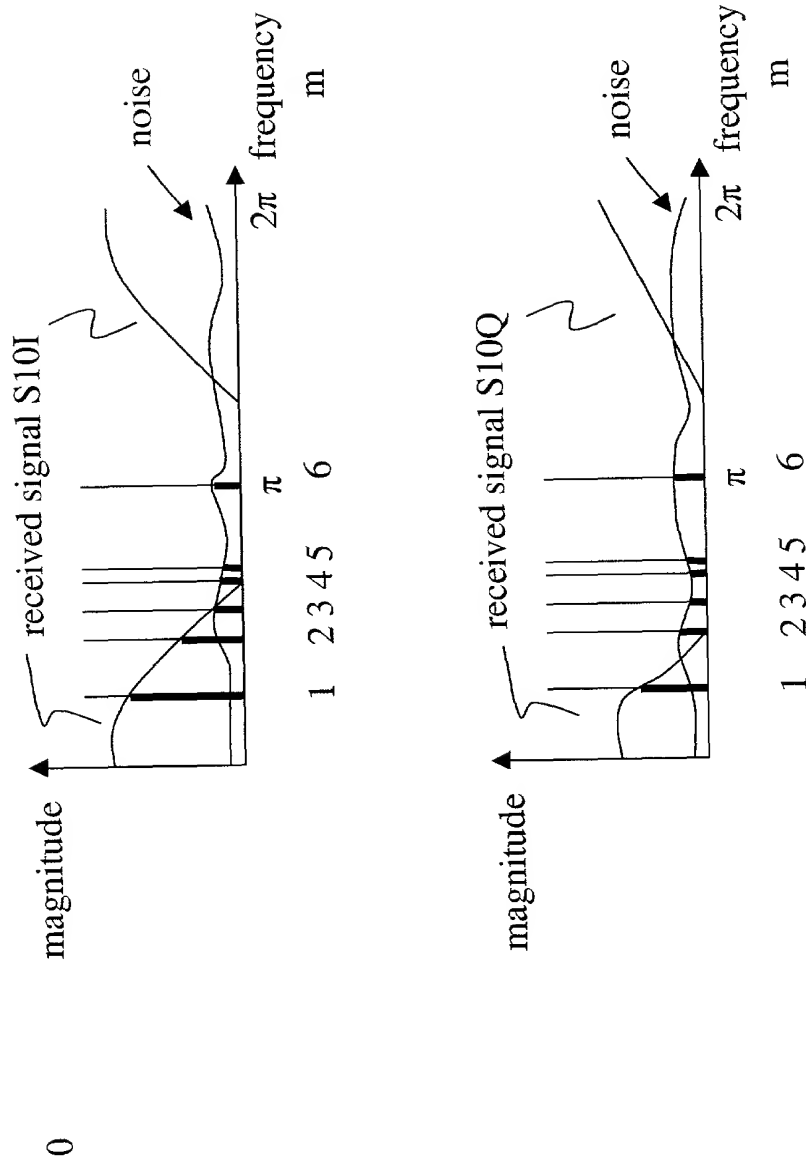 magnitude
received signal S10I
noise
π
2π
frequency
1 2 3 4 5 6 m
magnitude
received signal S10Q
noise
π
2π
frequency
1 2 3 4 5 6 m
0